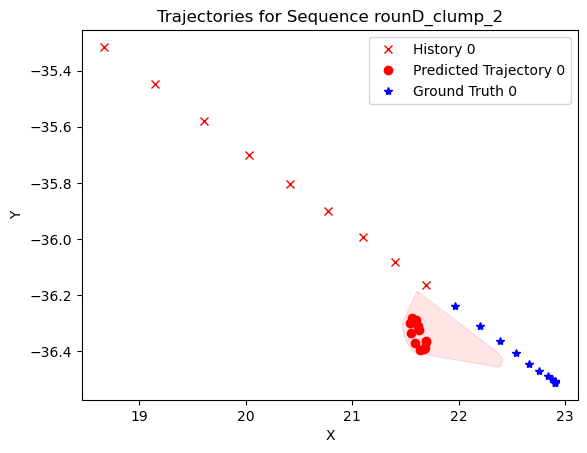 Trajectories for Sequence rounD_clump_2
History 0
Predicted Trajectory 0
Ground Truth 0
−35.4
−35.6
−35.8
−36.0
−36.2
−36.4
Y
19
20
21
22
23
X